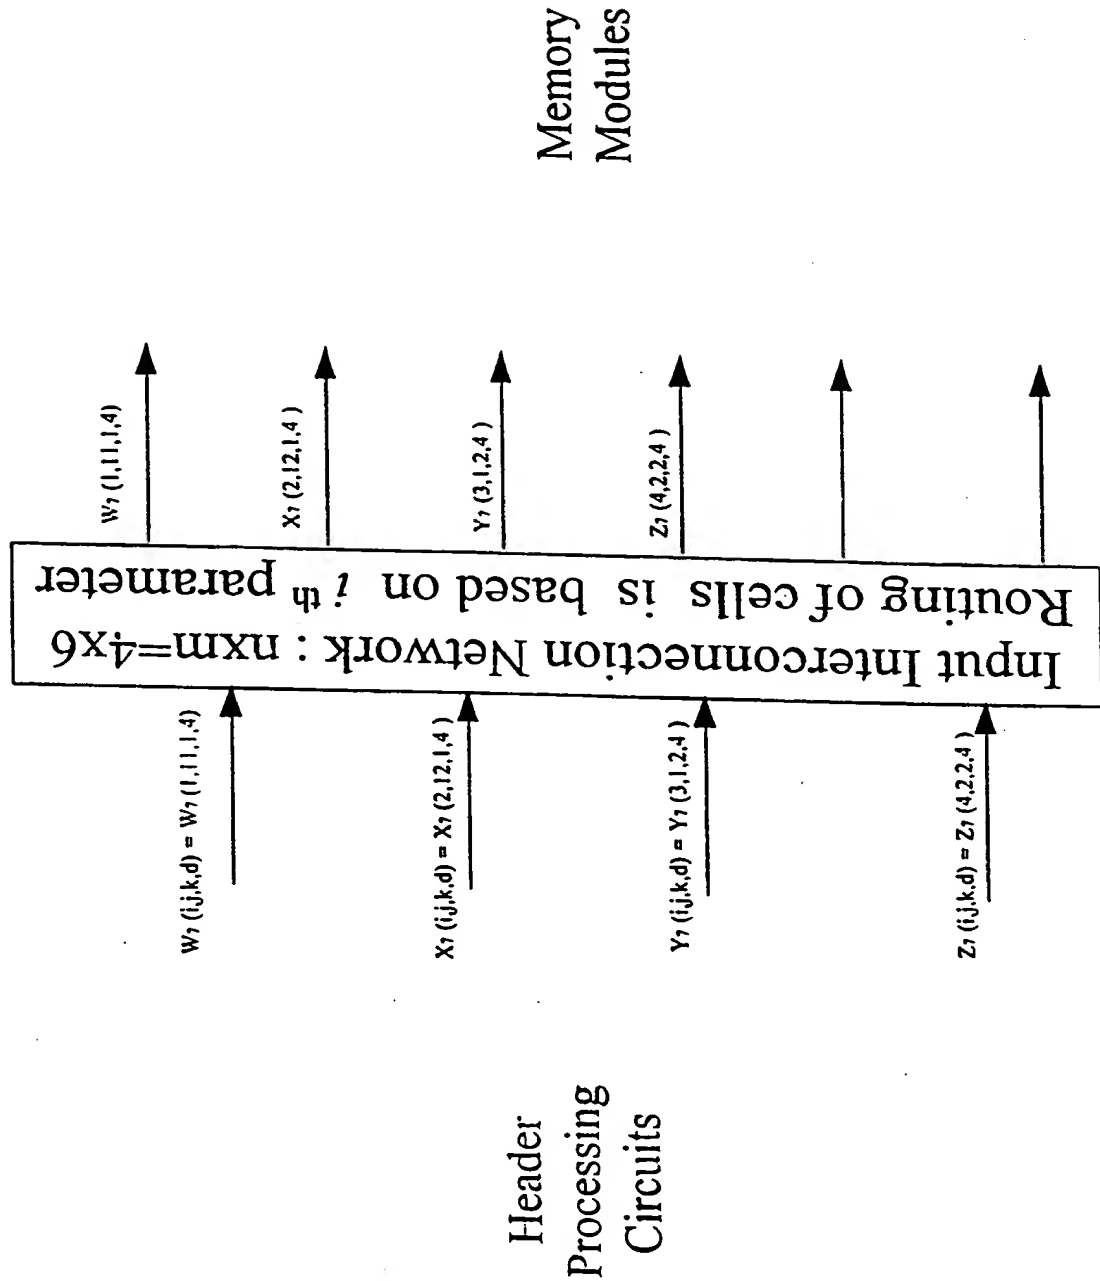 Header
Processing
Circuits
W₇ (i,j,k,d) = W₇ (1,11,1,4)
X₇ (i,j,k,d) = X₇ (2,12,1,4 )
Y₇ (i,j,k,d) = Y₇ (3,1,2,4 )
Z₇ (i,j,k,d) = Z₇ (4,2,2,4 )
Input Interconnection Network : nxm=4x6
Routing of cells is based on i th parameter
W₇ (1,11,1,4)
X₇ (2,12,1,4 )
Y₇ (3,1,2,4 )
Z₇ (4,2,2,4 )
Memory
Modules